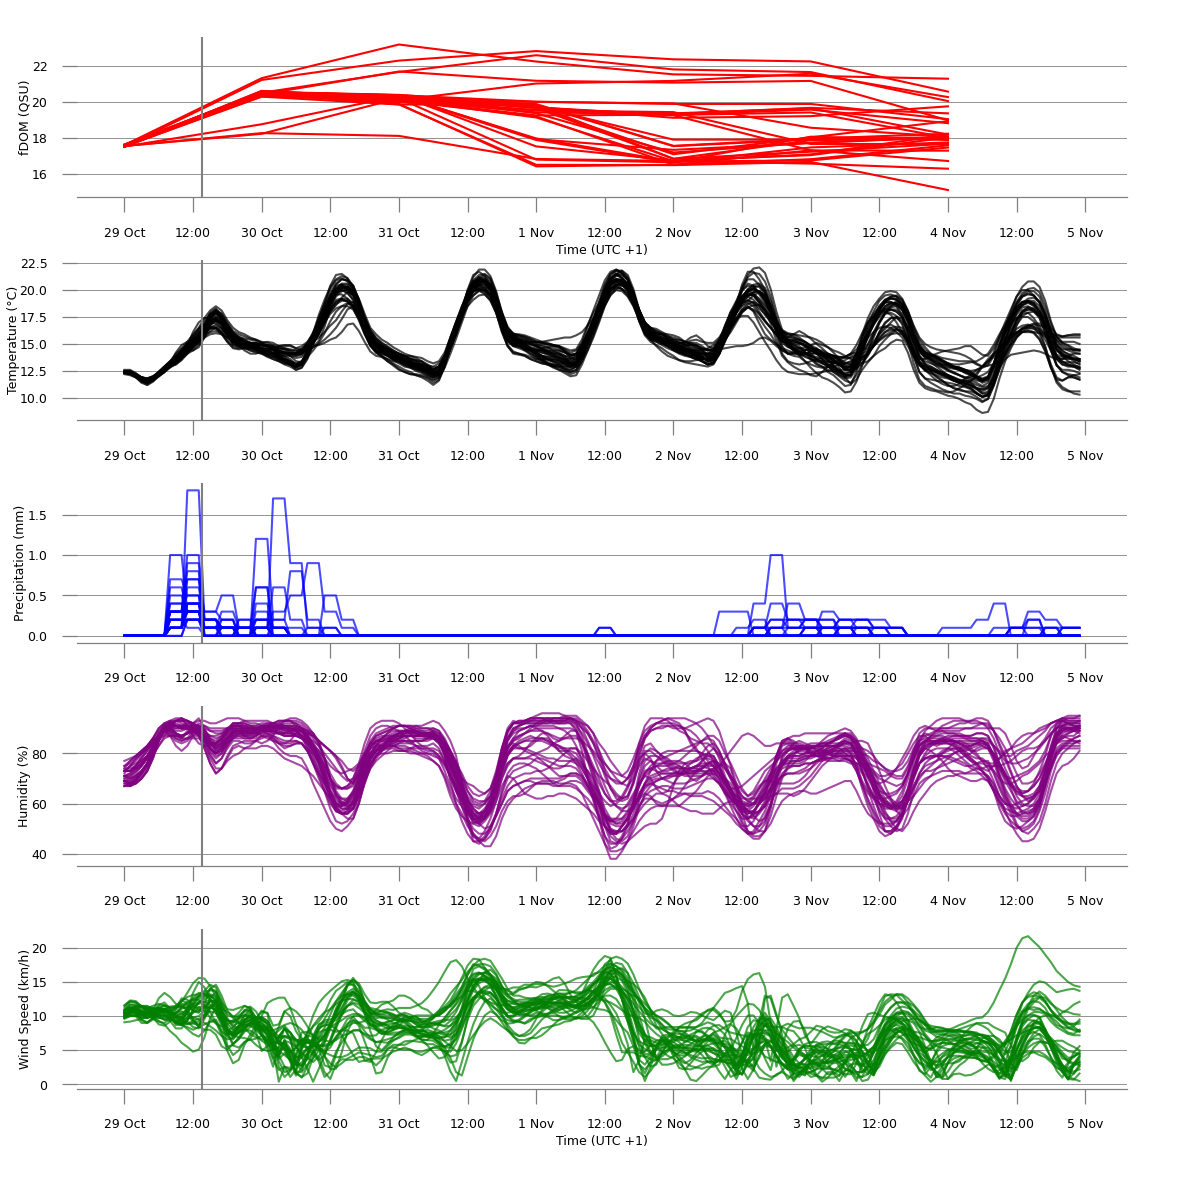 fDOM (QSU)
22
20
18
16
29 Oct 12:00 30 Oct 12:00 31 Oct 12:00 1 Nov 12:00 2 Nov 12:00 3 Nov 12:00 4 Nov 12:00 5 Nov
Time (UTC +1)
Temperature (°C)
22.5
20.0
17.5
15.0
12.5
10.0
29 Oct 12:00 30 Oct 12:00 31 Oct 12:00 1 Nov 12:00 2 Nov 12:00 3 Nov 12:00 4 Nov 12:00 5 Nov
Precipitation (mm)
1.5
1.0
0.5
0.0
29 Oct 12:00 30 Oct 12:00 31 Oct 12:00 1 Nov 12:00 2 Nov 12:00 3 Nov 12:00 4 Nov 12:00 5 Nov
Humidity (%)
80
60
40
29 Oct 12:00 30 Oct 12:00 31 Oct 12:00 1 Nov 12:00 2 Nov 12:00 3 Nov 12:00 4 Nov 12:00 5 Nov
Wind Speed (km/h)
20
15
10
5
0
29 Oct 12:00 30 Oct 12:00 31 Oct 12:00 1 Nov 12:00 2 Nov 12:00 3 Nov 12:00 4 Nov 12:00 5 Nov
Time (UTC +1)